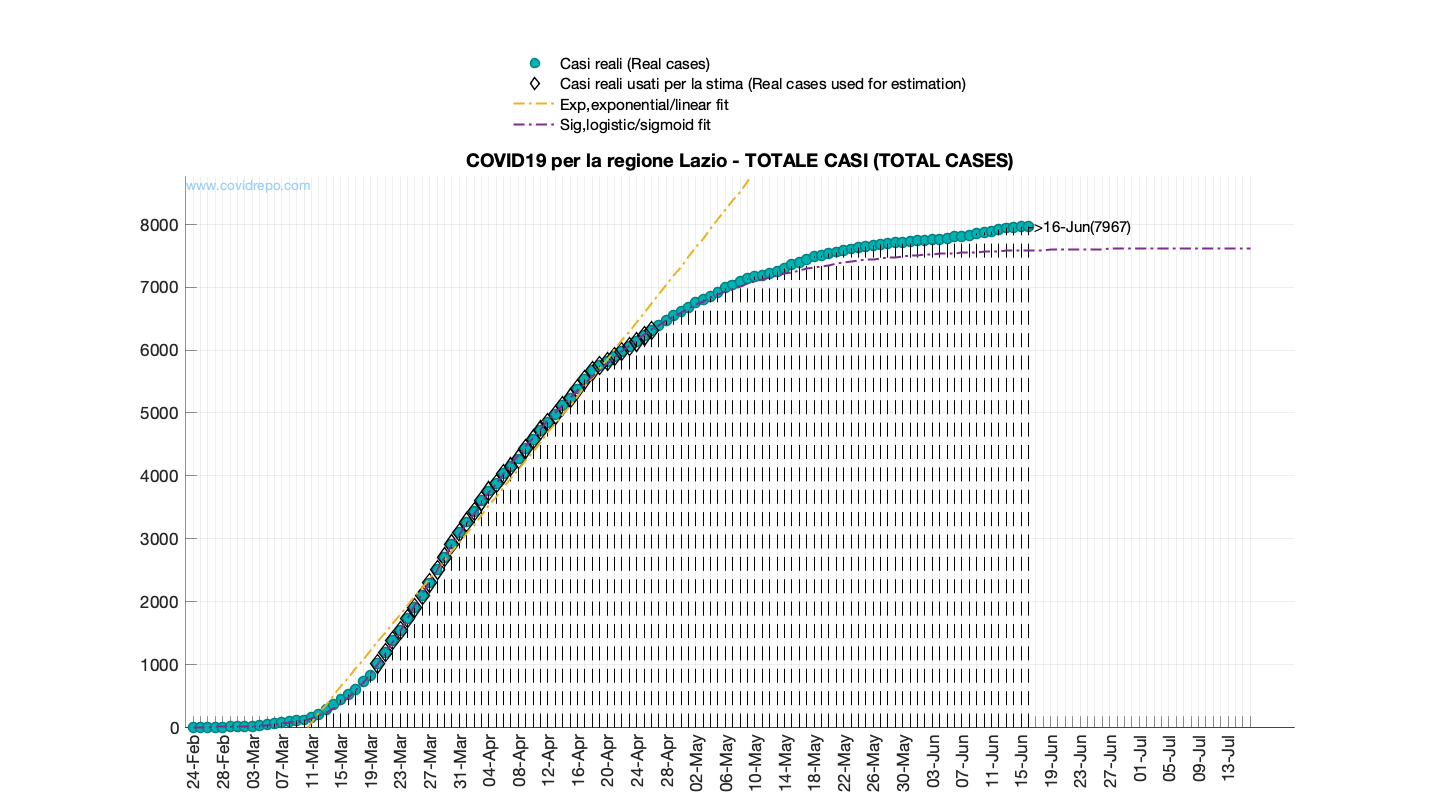 Casi reali (Real cases)
Casi reali usati per la stima (Real cases used for estimation)
Exp,exponential/linear fit
Sig,logistic/sigmoid fit
COVID19 per la regione Lazio - TOTALE CASI (TOTAL CASES)
www.covidrepo.com
8000
>16-Jun(7967)
7000
6000
5000
4000
3000
2000
1000
0
24-Feb
28-Feb
03-Mar
07-Mar
11-Mar
15-Mar
19-Mar
23-Mar
27-Mar
31-Mar
04-Apr
08-Apr
12-Apr
16-Apr
20-Apr
24-Apr
28-Apr
02-May
06-May
10-May
14-May
18-May
22-May
26-May
30-May
03-Jun
07-Jun
11-Jun
15-Jun
19-Jun
23-Jun
27-Jun
01-Jul
05-Jul
09-Jul
13-Jul